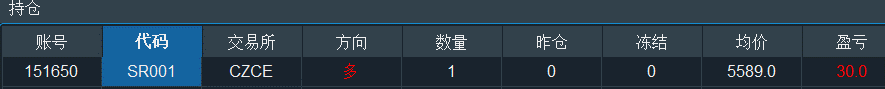 持仓
账号 代码 交易所 方向 数量 昨仓 冻结 均价 盈亏
151650 SR001 CZCE 多 1 0 0 5589.0 30.0